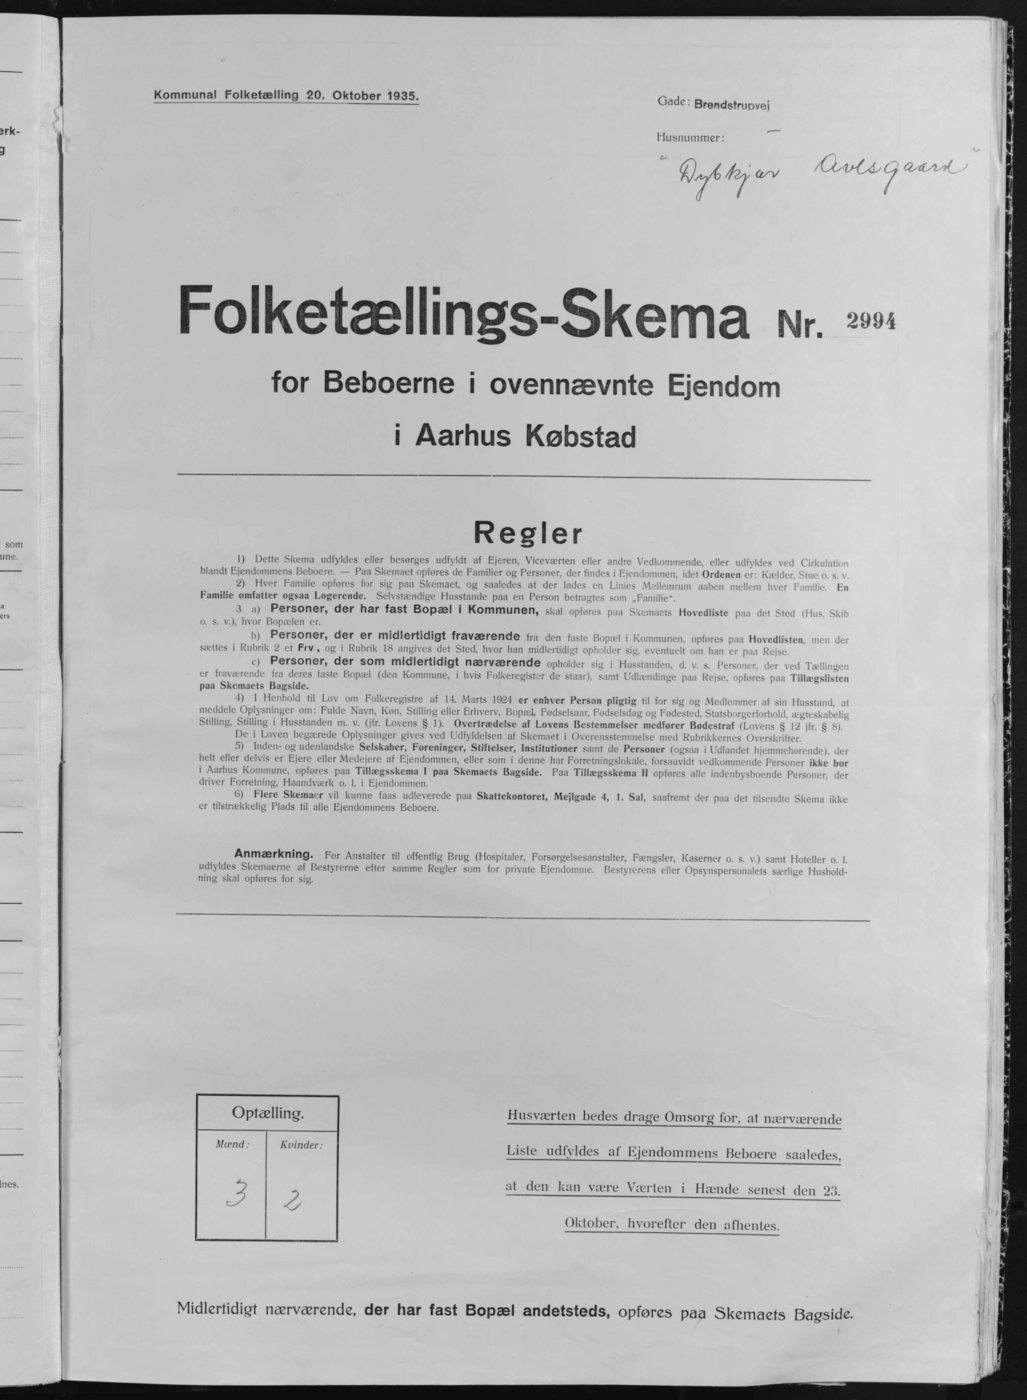 Kommunal Folketælling 20. Oktober 1935.
Gade: Brendstrupvej
Husnummer: —
"Dybkjær Avlsgaard"
Folketællings-Skema Nr. 2994
for Beboerne i ovennævnte Ejendom
i Aarhus Købstad
Regler
1) Dette Skema udfyldes eller besørges udfyldt af Ejeren, Viceværten eller andre Vedkommende, eller udfyldes ved Cirkulation
blandt Ejendommens Beboere. — Paa Skemaet opføres de Familier og Personer, der findes i Ejendommen, idet Ordenen er: Kælder, Stue o. s. v.
2) Hver Familie opføres for sig paa Skemaet, og saaledes at der lades en Linies Mellemrum aaben mellem hver Familie. En
Familie omfatter ogsaa Logerende. Selvstændige Husstande paa en Person betragtes som „Familie".
3 a) Personer, der har fast Bopæl i Kommunen, skal opføres paa Skemaets Hovedliste paa det Sted (Hus, Skib
o. s. v.), hvor Bopælen er.
b) Personer, der er midlertidigt fraværende fra den faste Bopæl i Kommunen, opføres paa Hovedlisten, men der
sættes i Rubrik 2 et Frv., og i Rubrik 18 angives det Sted, hvor han midlertidigt opholder sig, eventuelt om han er paa Rejse.
c) Personer, der som midlertidigt nærværende opholder sig i Husstanden, d. v. s. Personer, der ved Tællingen
er fraværende fra deres faste Bopæl (den Kommune, i hvis Folkeregister de staar), samt Udlændinge paa Rejse, opføres paa Tillægslisten
paa Skemaets Bagside.
4) I Henhold til Lov om Folkeregistre af 14. Marts 1924 er enhver Person pligtig til for sig og Medlemmer af sin Husstand, at
meddele Oplysninger om: Fulde Navn, Køn, Stilling eller Erhverv, Bopæl, Fødselsaar, Fødselsdag og Fødested, Statsborgerforhold, ægteskabelig
Stilling, Stilling i Husstanden m. v. (jfr. Lovens § 1). Overtrædelse af Lovens Bestemmelser medfører Bødestraf (Lovens § 12 jfr. § 8).
De i Loven begærede Oplysninger gives ved Udfyldelsen af Skemaet i Overensstemmelse med Rubrikkernes Overskrifter.
5) Inden- og udenlandske Selskaber, Foreninger, Stiftelser, Institutioner samt de Personer (ogsaa i Udlandet hjemmehørende), der
helt eller delvis er Ejere eller Medejere af Ejendommen, eller som i denne har Forretningslokale, forsaavidt vedkommende Personer ikke bor
i Aarhus Kommune, opføres paa Tillægsskema I paa Skemaets Bagside. Paa Tillægsskema II opføres alle indenbysboende Personer, der
driver Forretning, Haandværk o. l. i Ejendommen.
6) Flere Skemaer vil kunne faas udleverede paa Skattekontoret, Mejlgade 4, 1. Sal, saafremt der paa det tilsendte Skema ikke
er tilstrækkelig Plads til alle Ejendommens Beboere.
Anmærkning. For Anstalter til offentlig Brug (Hospitaler, Forsørgelsesanstalter, Fængsler, Kaserner o. s. v.) samt Hoteller o. l.
udfyldes Skemaerne af Bestyrerne efter samme Regler som for private Ejendomme. Bestyrerens eller Opsynspersonalets særlige Hushold-
ning skal opføres for sig.
Optælling.
Mænd: Kvinder:
3 2
Husværten bedes drage Omsorg for, at nærværende
Liste udfyldes af Ejendommens Beboere saaledes,
at den kan være Værten i Hænde senest den 23.
Oktober, hvorefter den afhentes.
Midlertidigt nærværende, der har fast Bopæl andetsteds, opføres paa Skemaets Bagside.